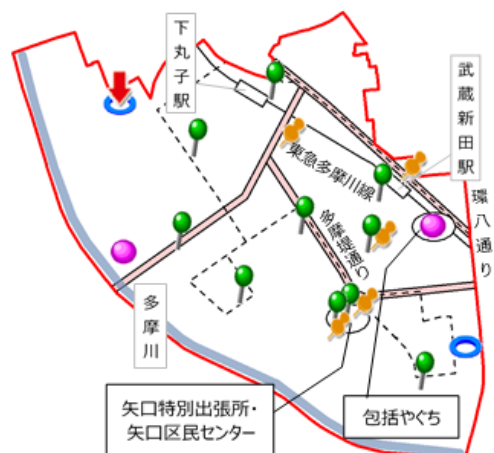 下丸子駅
武蔵新田駅
東急多摩川線
環八通り
多摩堤通り
多摩川
矢口特別出張所・
矢口区民センター
包括やぐち